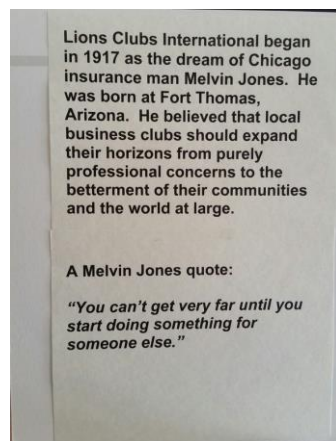 Lions Clubs International began
in 1917 as the dream of Chicago
insurance man Melvin Jones.  He
was born at Fort Thomas,
Arizona.  He believed that local
business clubs should expand
their horizons from purely
professional concerns to the
betterment of their communities
and the world at large.
A Melvin Jones quote:
“You can’t get very far until you
start doing something for
someone else.”